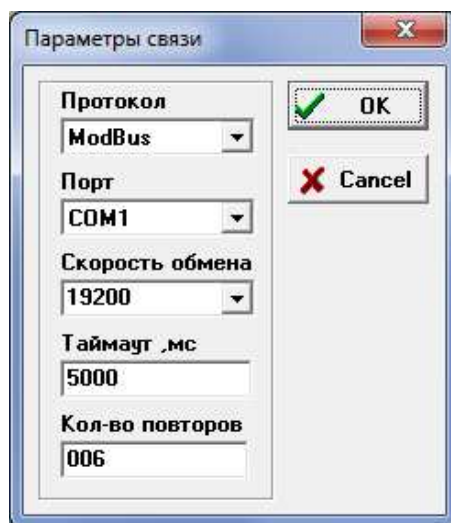 Параметры связи
Протокол
ModBus
Порт
COM1
Скорость обмена
19200
Таймаут ,мс
5000
Кол-во повторов
006
OK
Cancel